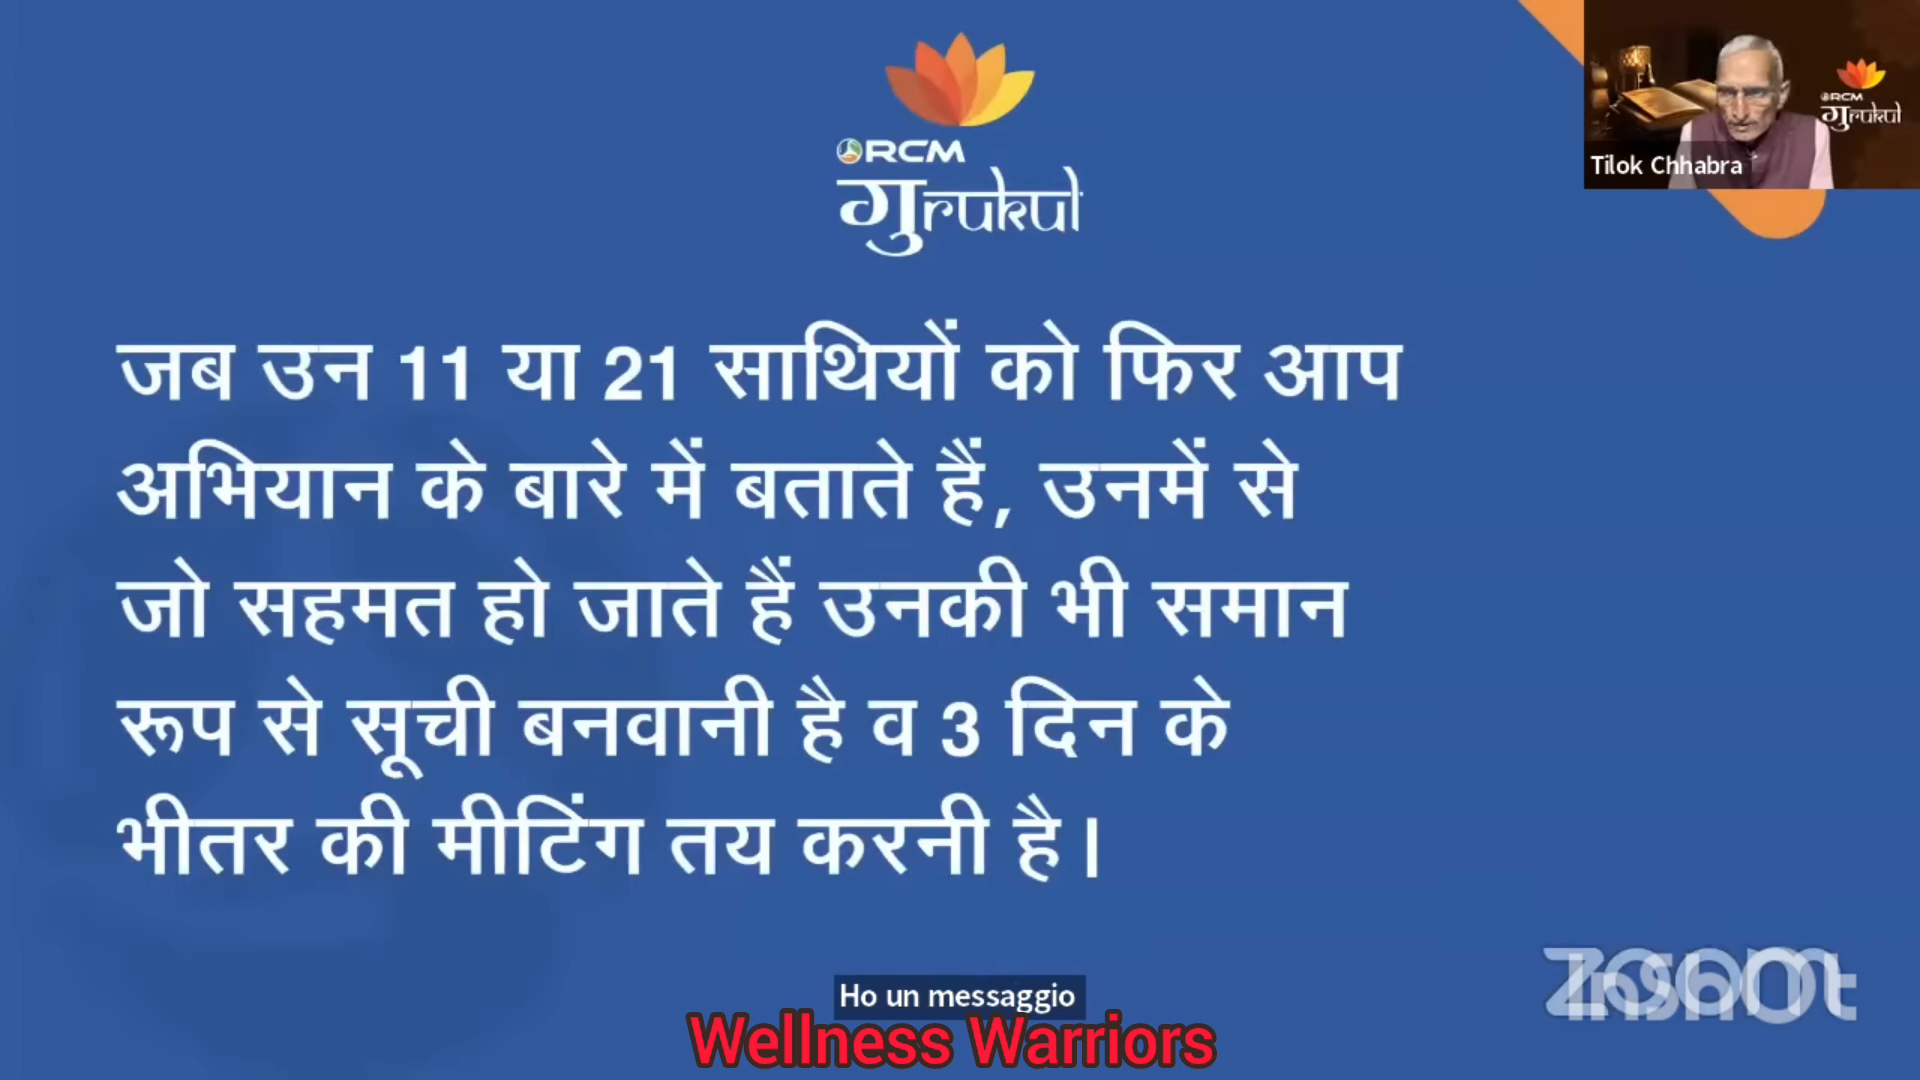 RCM
गुrukul
RCM
गुrukul
Tilok Chhabra
जब उन 11 या 21 साथियों को फिर आप
अभियान के बारे में बताते हैं, उनमें से
जो सहमत हो जाते हैं उनकी भी समान
रूप से सूची बनवानी है व 3 दिन के
भीतर की मीटिंग तय करनी है।
Ho un messaggio
Wellness Warriors